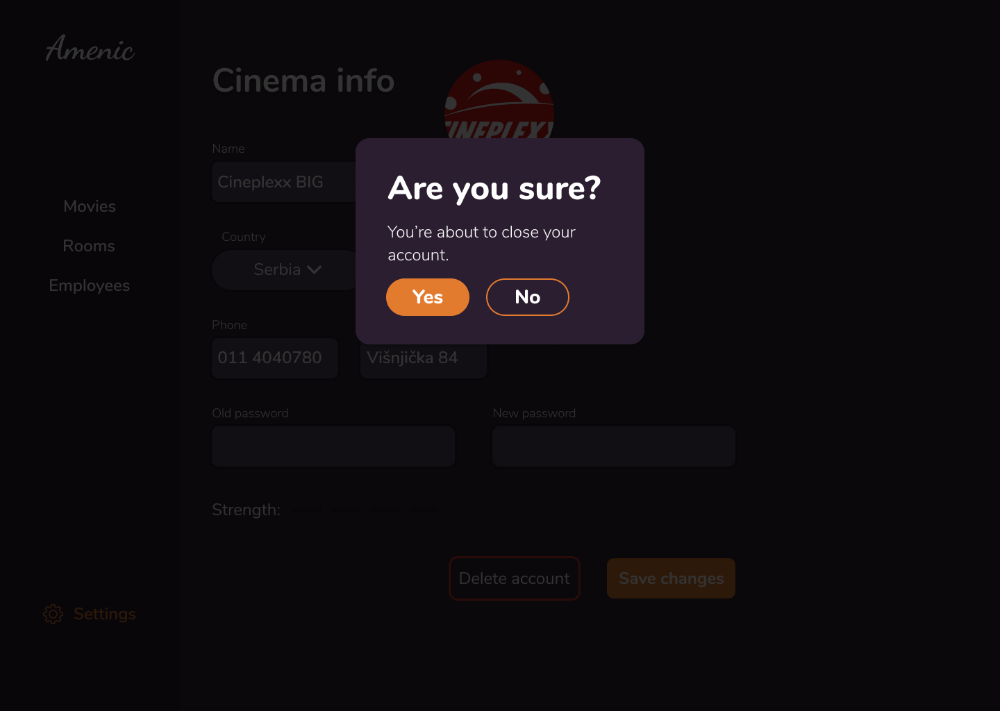 Amenic
Movies
Rooms
Employees
Settings
Cinema info
CINEPLEXX
Name
Cineplexx BIG
Country
Serbia
Phone
011 4040780
Višnjička 84
Old password
New password
Strength:
Delete account
Save changes
Are you sure?
You’re about to close your
account.
Yes
No